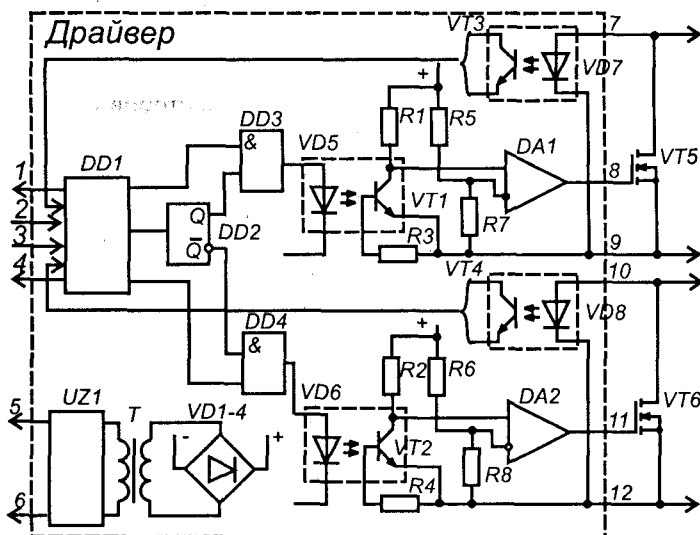 Драйвер
VT3
7
VD7
+
R1
R5
DD3
&
DD1
VD5
DA1
8
VT5
1
2
3
4
Q
Q̅
DD2
VT1
R7
R3
9
VT4
10
VD8
DD4
&
+
R2
R6
DA2
VT6
UZ1
T
VD1-4
VD6
11
5
-
+
VT2
R8
R4
6
12